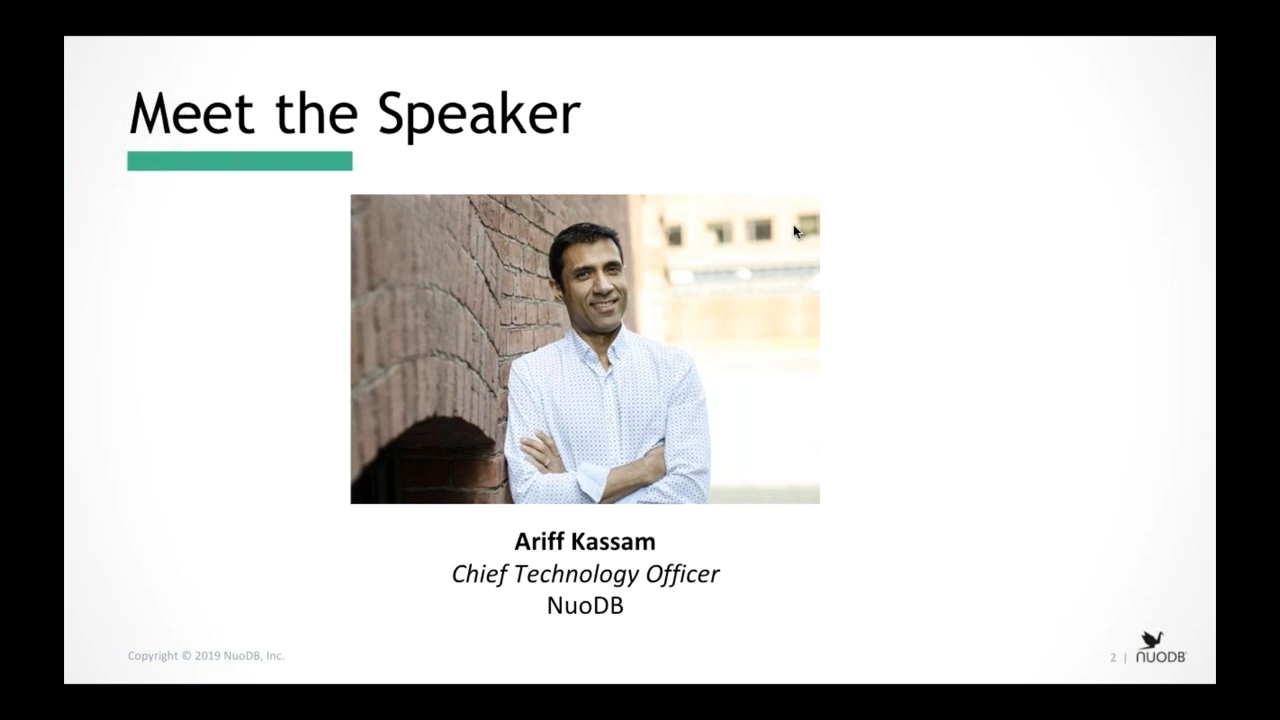 Meet the Speaker
Ariff Kassam
Chief Technology Officer
NuoDB
Copyright © 2019 NuoDB, Inc.
2 |
NUODB